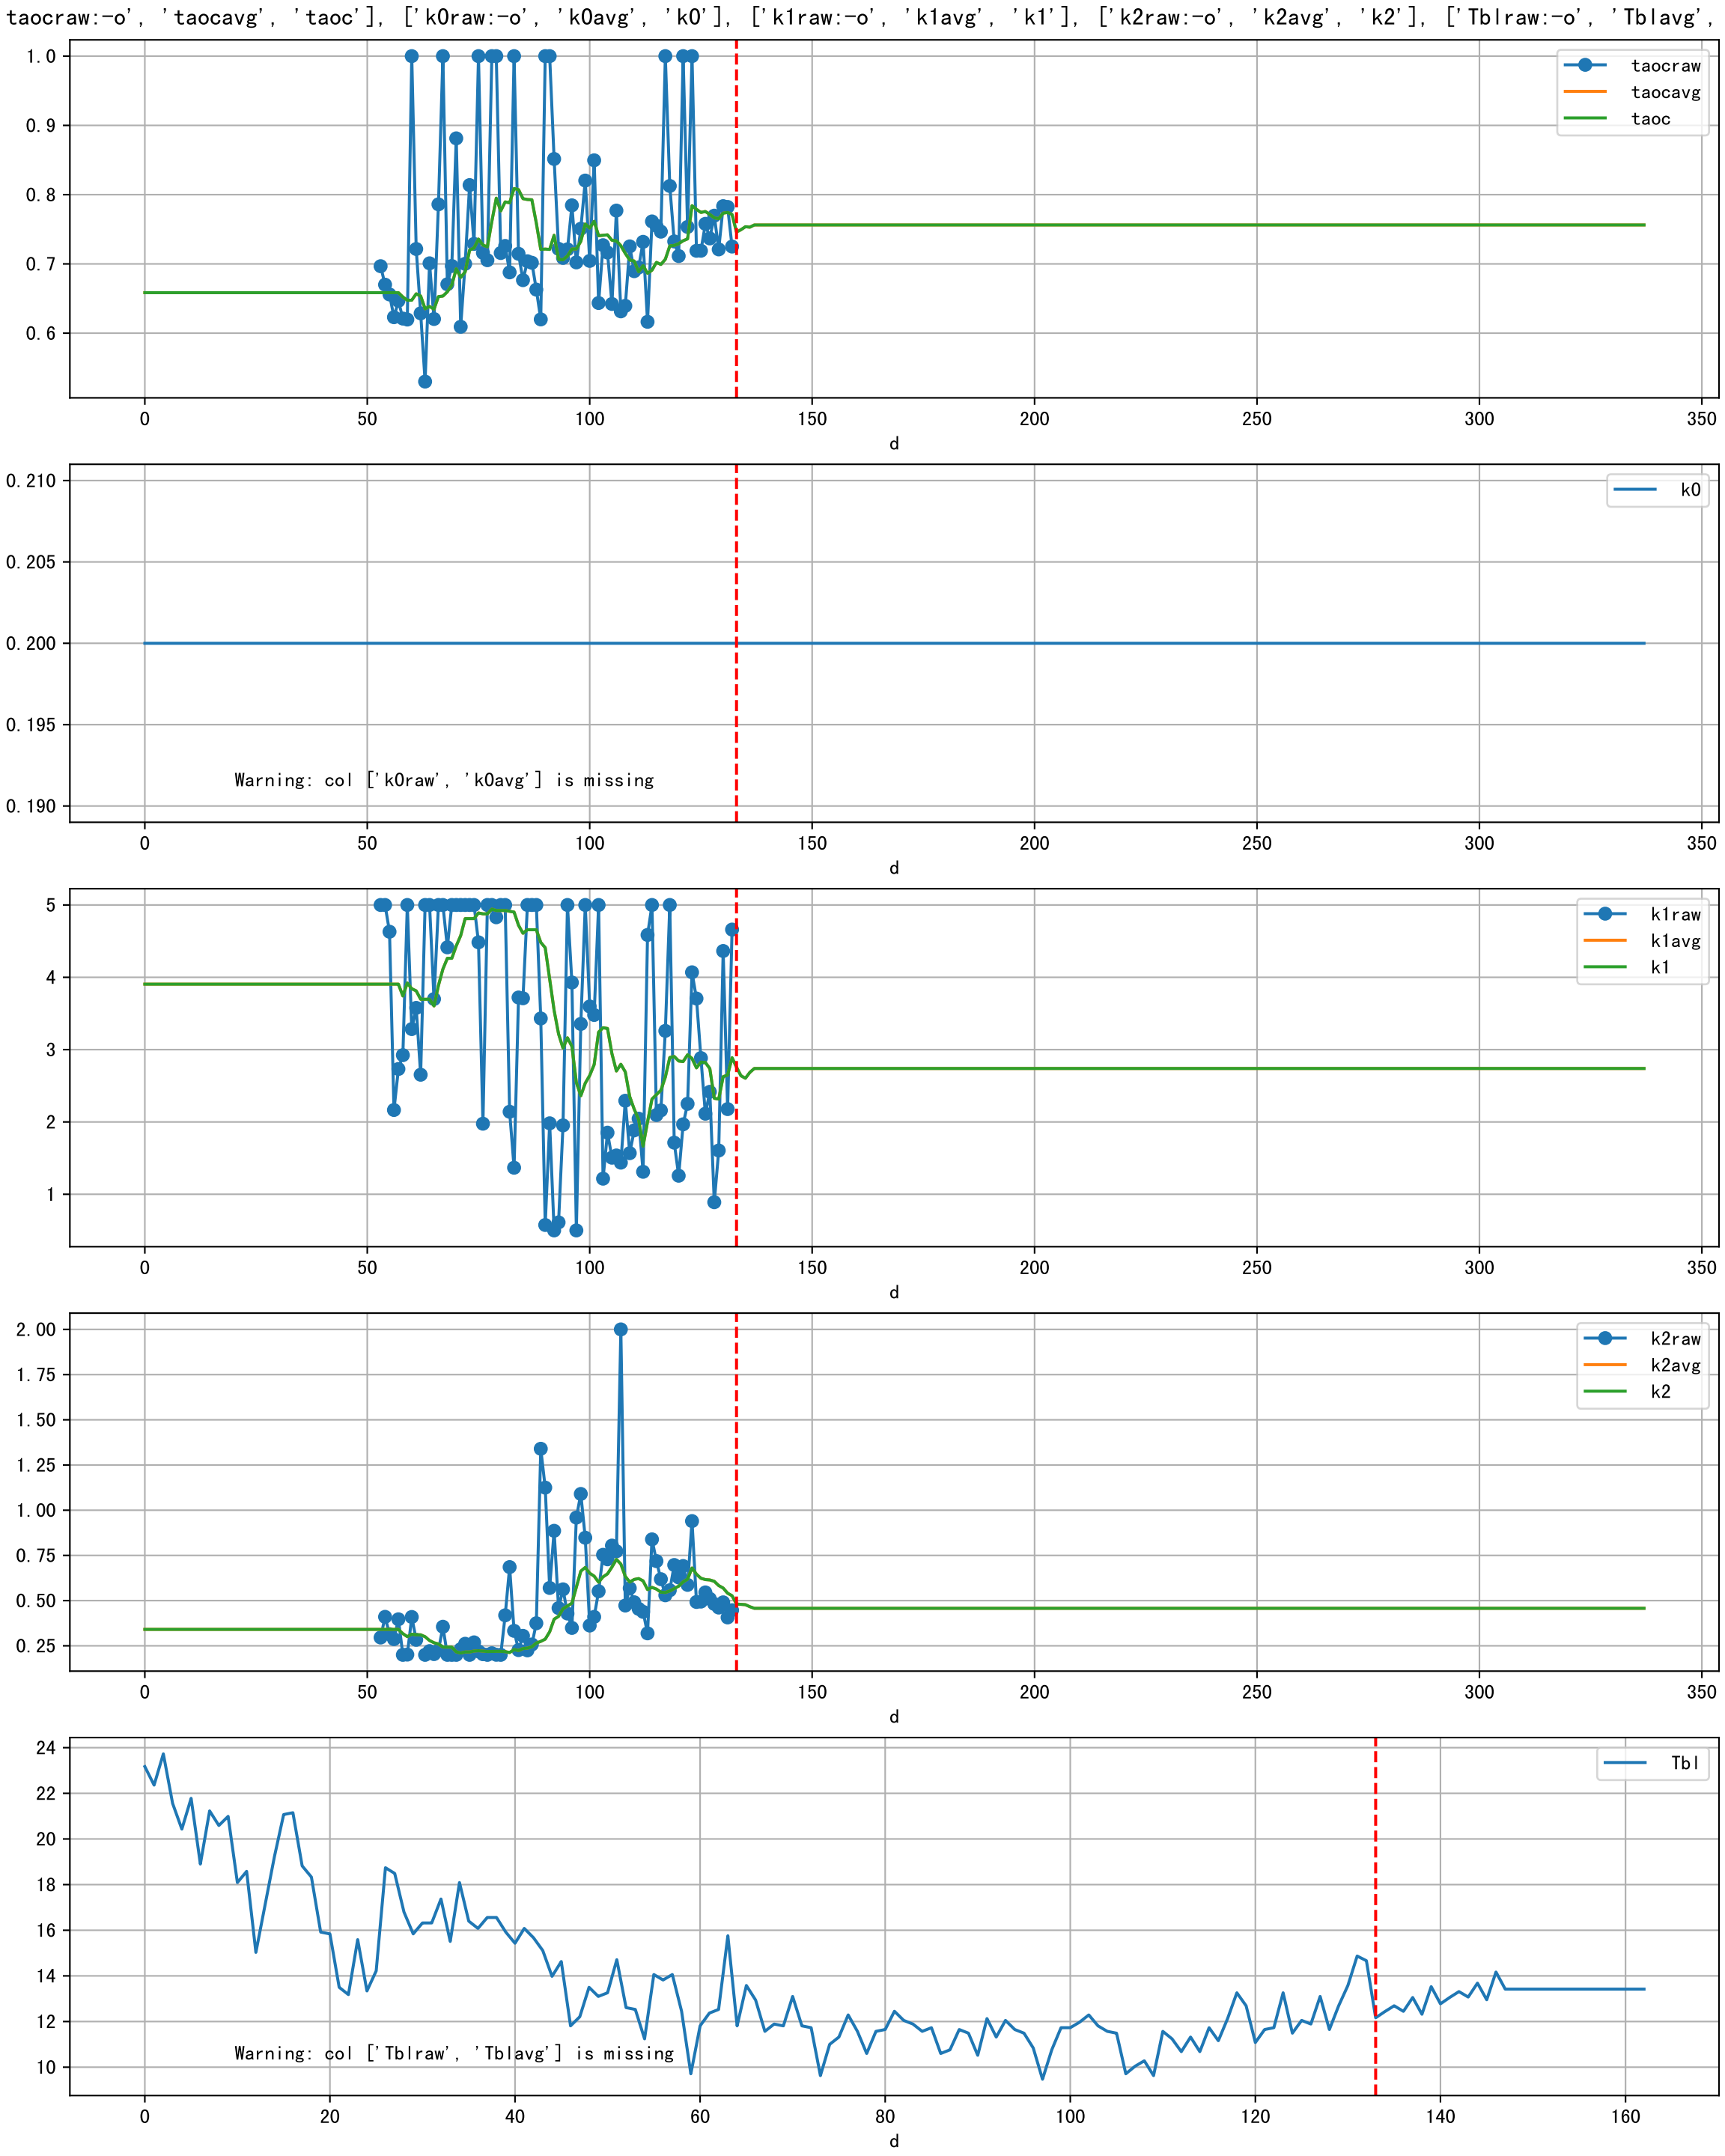 taocraw:-o', 'taocavg', 'taoc'], ['k0raw:-o', 'k0avg', 'k0'], ['k1raw:-o', 'k1avg', 'k1'], ['k2raw:-o', 'k2avg', 'k2'], ['Tblraw:-o', 'Tblavg',
1.0
0.9
0.8
0.7
0.6
taocraw
taocavg
taoc
0 50 100 150 200 250 300 350
d
0.210
0.205
0.200
0.195
0.190
k0
Warning: col ['k0raw', 'k0avg'] is missing
0 50 100 150 200 250 300 350
d
5
4
3
2
1
k1raw
k1avg
k1
0 50 100 150 200 250 300 350
d
2.00
1.75
1.50
1.25
1.00
0.75
0.50
0.25
k2raw
k2avg
k2
0 50 100 150 200 250 300 350
d
24
22
20
18
16
14
12
10
Tbl
Warning: col ['Tblraw', 'Tblavg'] is missing
0 20 40 60 80 100 120 140 160
d